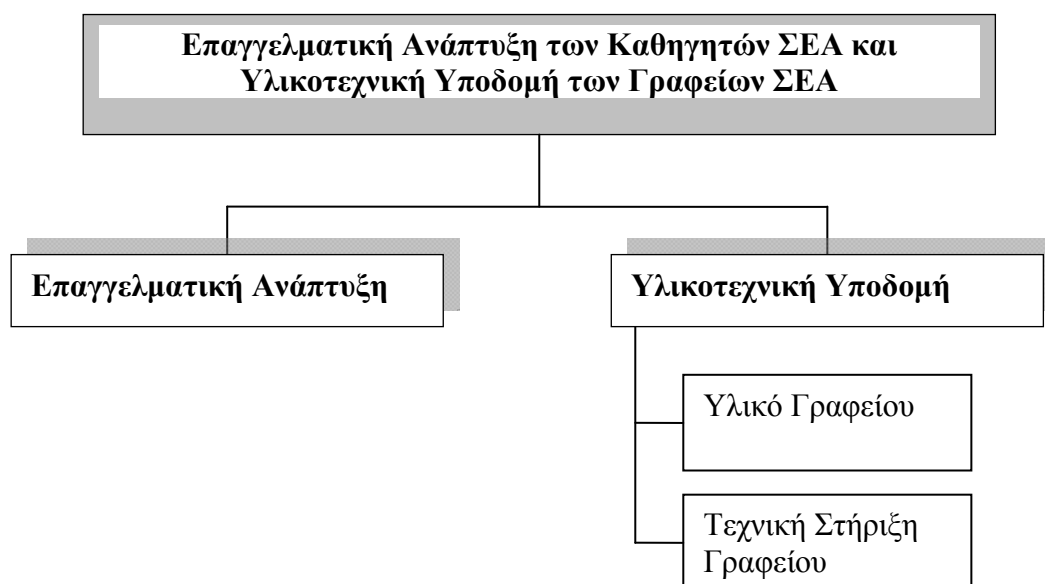 Επαγγελματική Ανάπτυξη των Καθηγητών ΣΕΑ και
Υλικοτεχνική Υποδομή των Γραφείων ΣΕΑ
Επαγγελματική Ανάπτυξη
Υλικοτεχνική Υποδομή
Υλικό Γραφείου
Τεχνική Στήριξη
Γραφείου